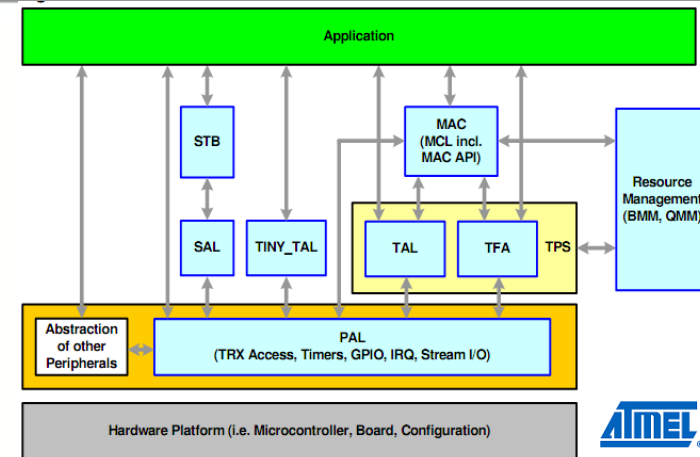 Application
STB
MAC
(MCL incl.
MAC API)
Resource
Management
(BMM, QMM)
SAL
TINY_TAL
TAL
TFA
TPS
Abstraction
of other
Peripherals
PAL
(TRX Access, Timers, GPIO, IRQ, Stream I/O)
Hardware Platform (i.e. Microcontroller, Board, Configuration)
ATMEL